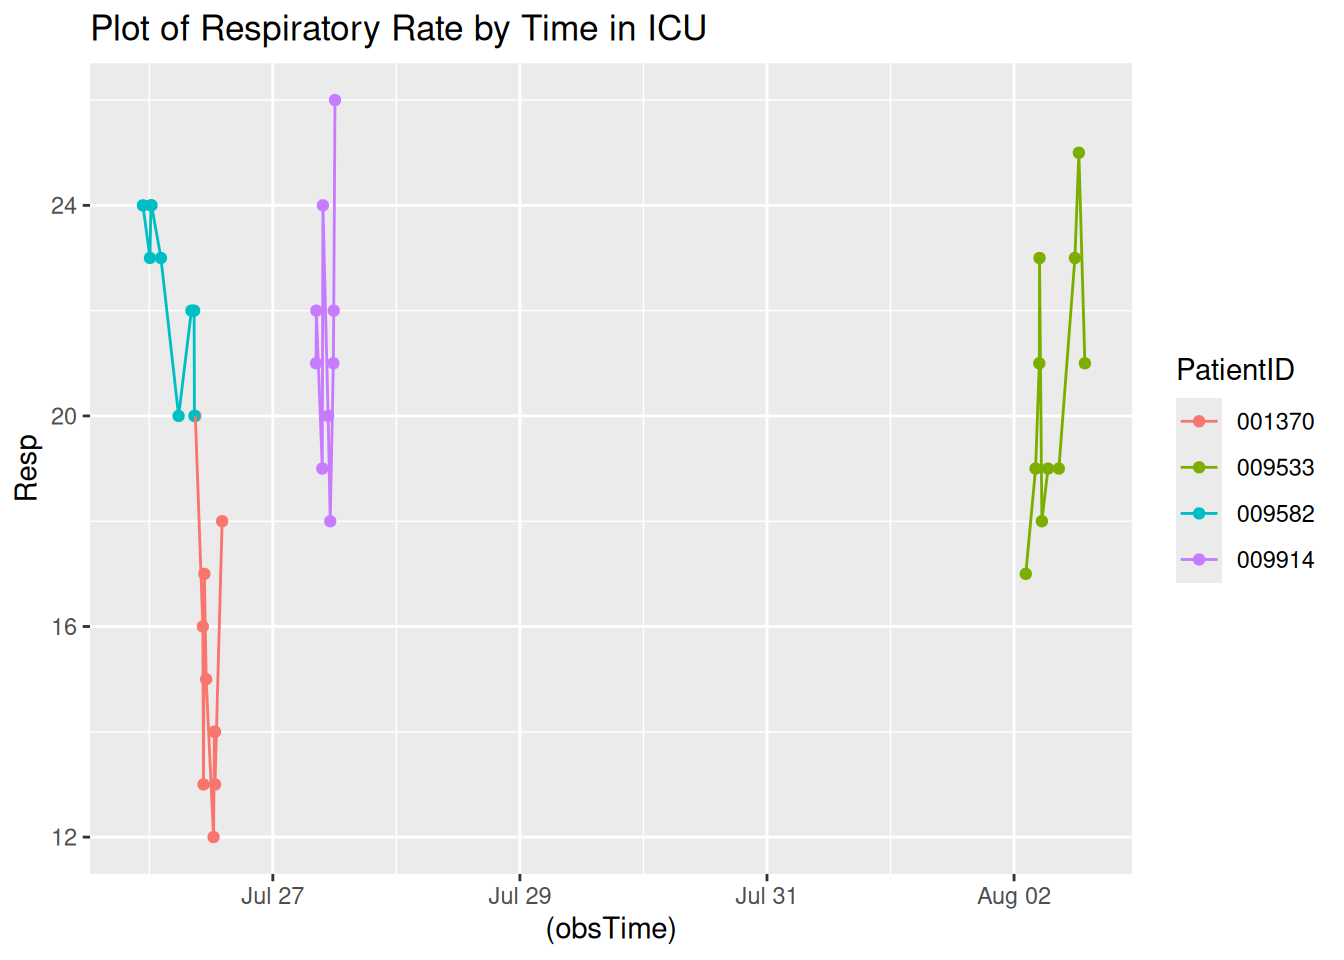 Plot of Respiratory Rate by Time in ICU
24
20
16
12
Resp
Jul 27
Jul 29
Jul 31
Aug 02
(obsTime)
PatientID
001370
009533
009582
009914